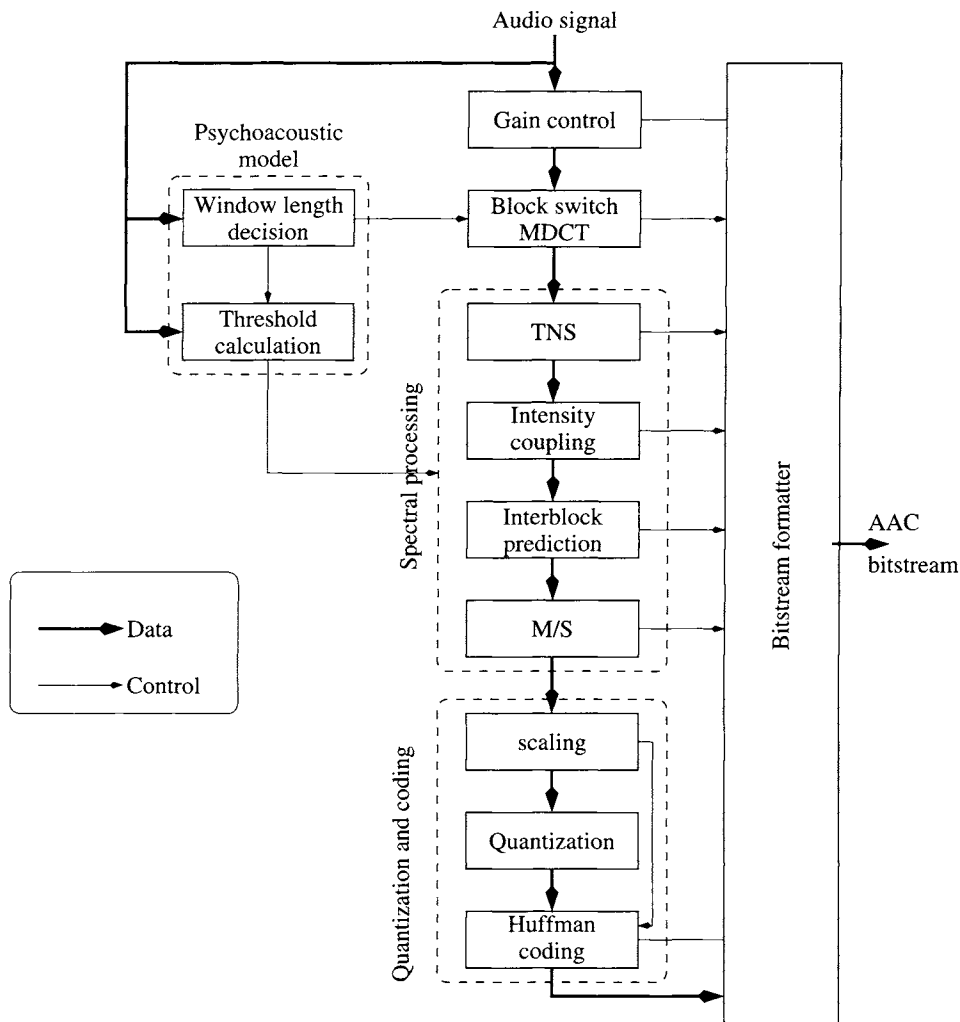 Audio signal
Gain control
Psychoacoustic
model
Window length
decision
Block switch
MDCT
Threshold
calculation
TNS
Intensity
coupling
Interblock
prediction
M/S
Spectral processing
Bitstream formatter
AAC
bitstream
Data
Control
scaling
Quantization
Huffman
coding
Quantization and coding